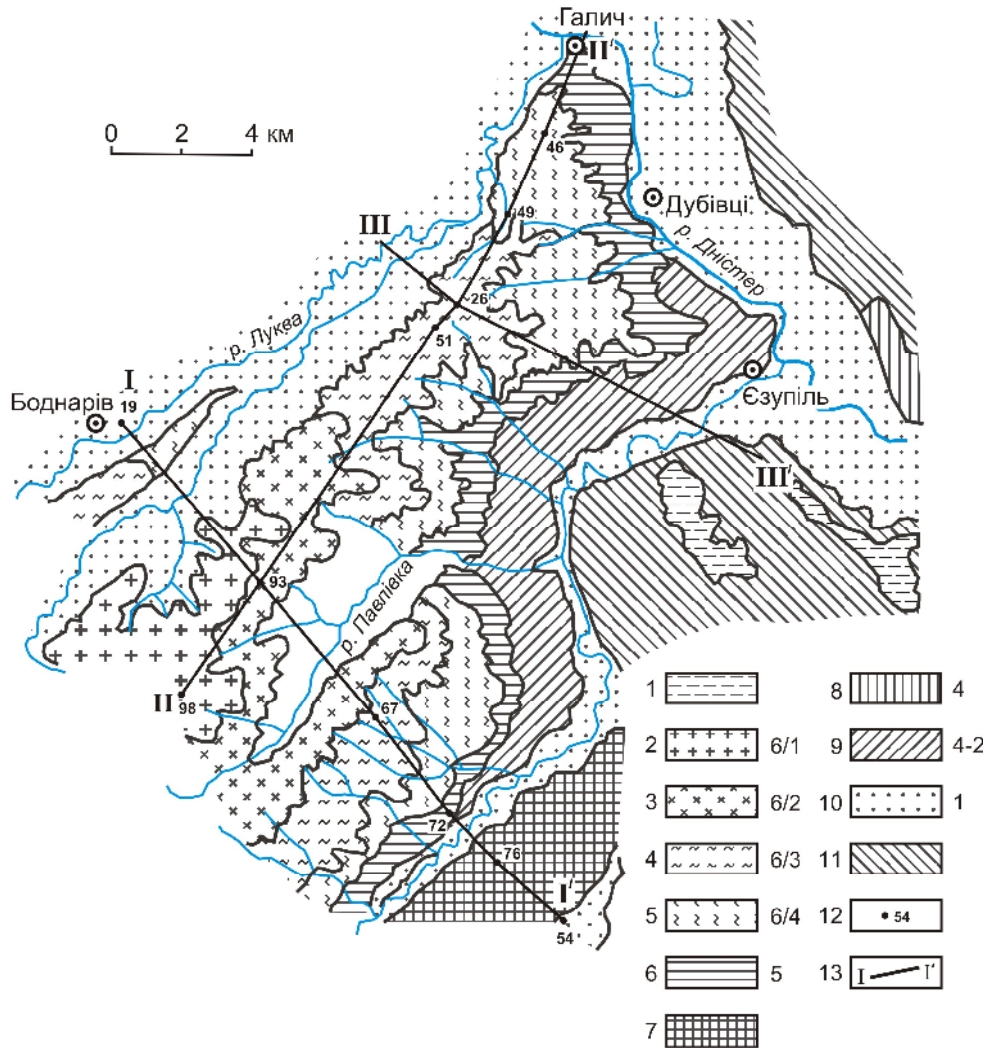 Галич
II'
0 2 4 км
46
49
Дубівці
р. Дністер
III
26
51
р. Луква
Єзупіль
I
Боднарів
19
III'
93
р. Павлівка
II
98
67
72
76
I'
54
1
2 6/1
3 6/2
4 6/3
5 6/4
6 5
7
8 4
9 4-2
10 1
11
12 54
13 I I'